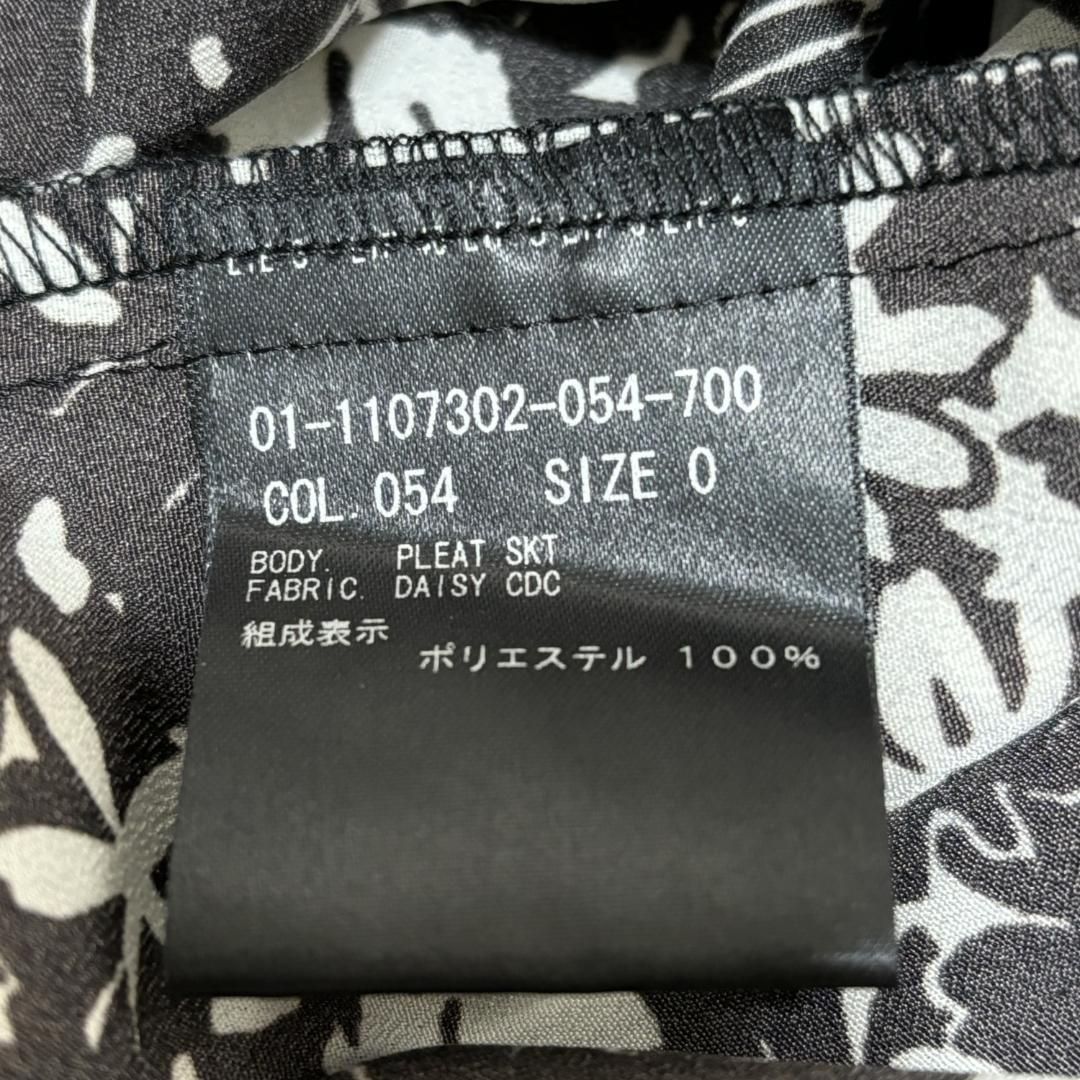 01-1107302-054-700
COL. 054 SIZE 0
BODY. PLEAT SKT
FABRIC. DAISY CDC
組成表示
ポリエステル 100%